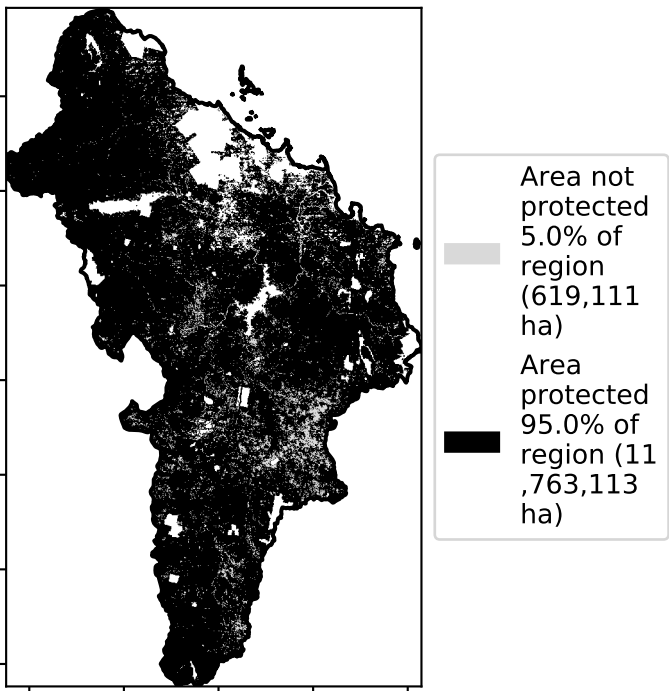 Area not
protected
5.0% of
region
(619,111
ha)
Area
protected
95.0% of
region (11
,763,113
ha)